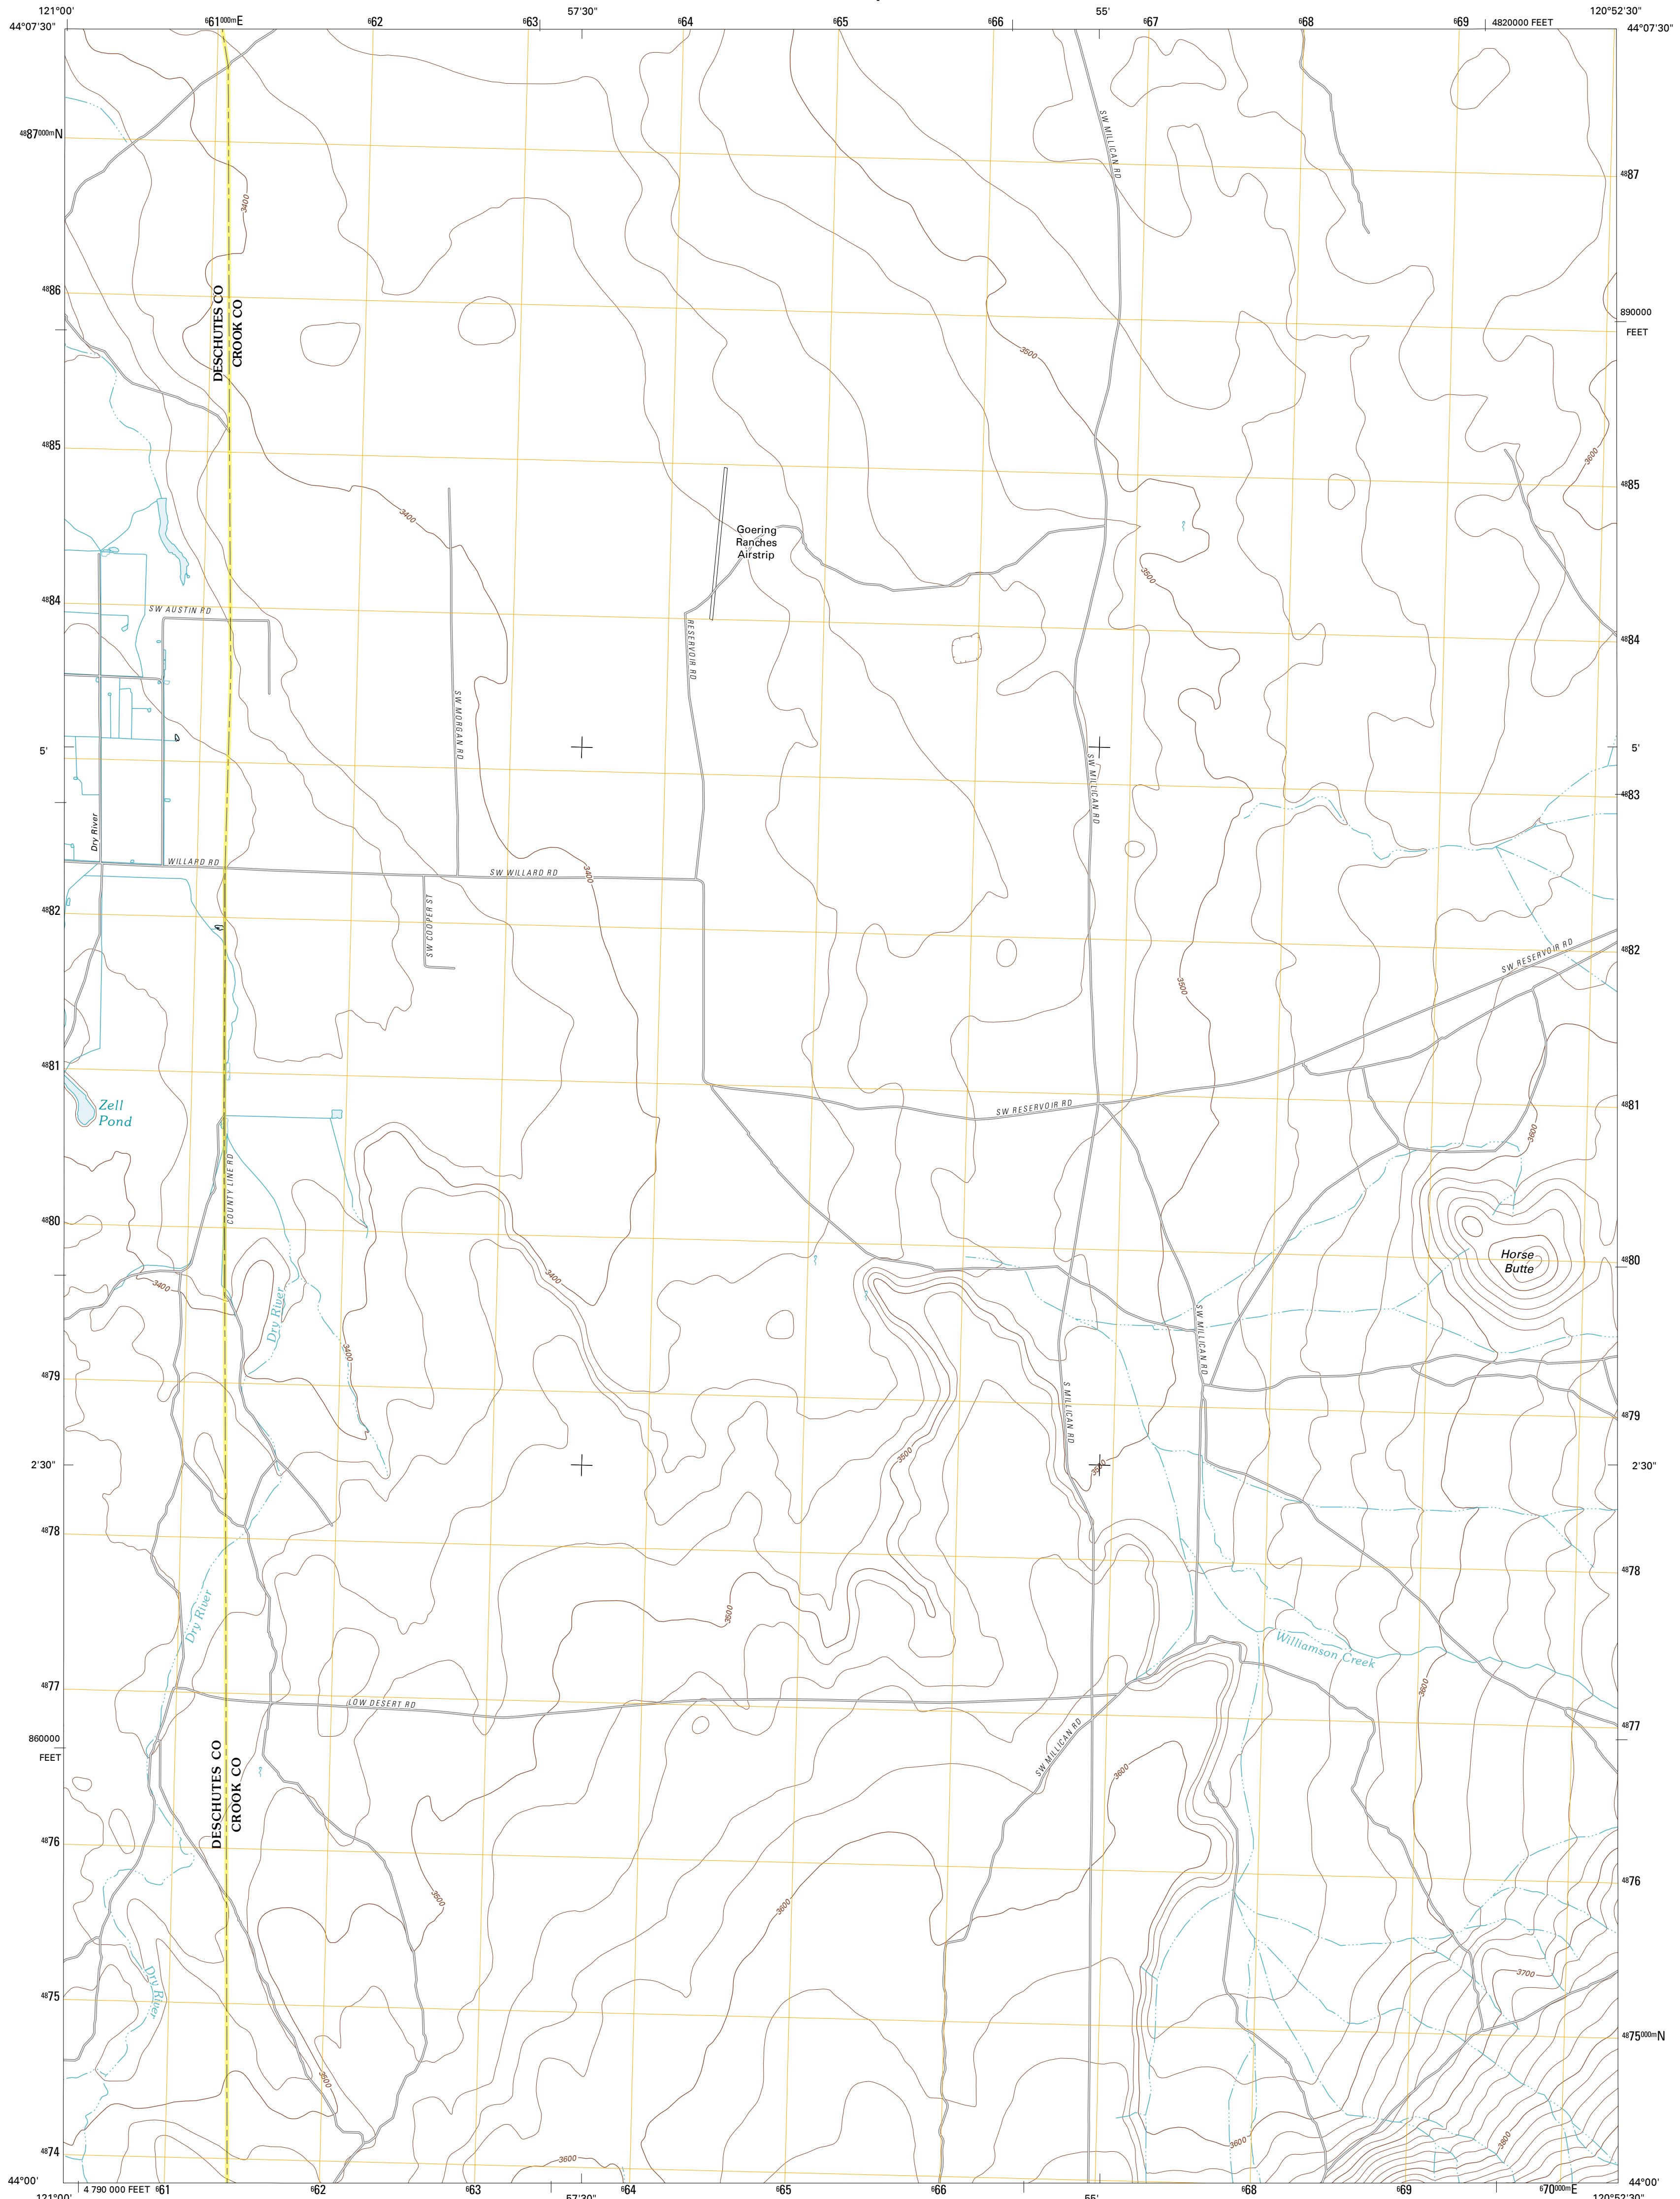 121°00' 661000mE 662 663 57'30" 664 665 666 55' 667 668 669 4820000 FEET 120°52'30"
44°07'30" 44°07'30"
SW MILLICAN RD
4887000mN
4887
3400
4886
DESCHUTES CO
CROOK CO
890000
FEET
3500
4885
3600
4885
3400
Goering
Ranches
Airstrip
3500
4884
SW AUSTIN RD
RESERVOIR RD
4884
SW MORGAN RD
5'
5'
SW MILLICAN RD
4883
Dry River
WILLARD RD
SW WILLARD RD
3400
4882
SW COOPER ST
SW RESERVOIR RD
4882
3500
4881
Zell
Pond
SW RESERVOIR RD
4881
3600
COUNTY LINE RD
4880
Horse
Butte
4880
3400
3400
Dry River
SW MILLICAN RD
3400
4879
S MILLICAN RD
4879
3500
2'30"
3500
2'30"
4878
4878
3500
Dry River
Williamson Creek
4877
3600
LOW DESERT RD
4877
860000
FEET
SW MILLICAN RD
DESCHUTES CO
CROOK CO
3600
4876
4876
3500
3600
Dry River
3700
4875
4875000mN
3500
3600
3800
4874
3600
44°00' 44°00'
4 790 000 FEET 661 662 663 664 665 666 668 669 670000mE
121°00' 57'30" 55' 120°52'30"